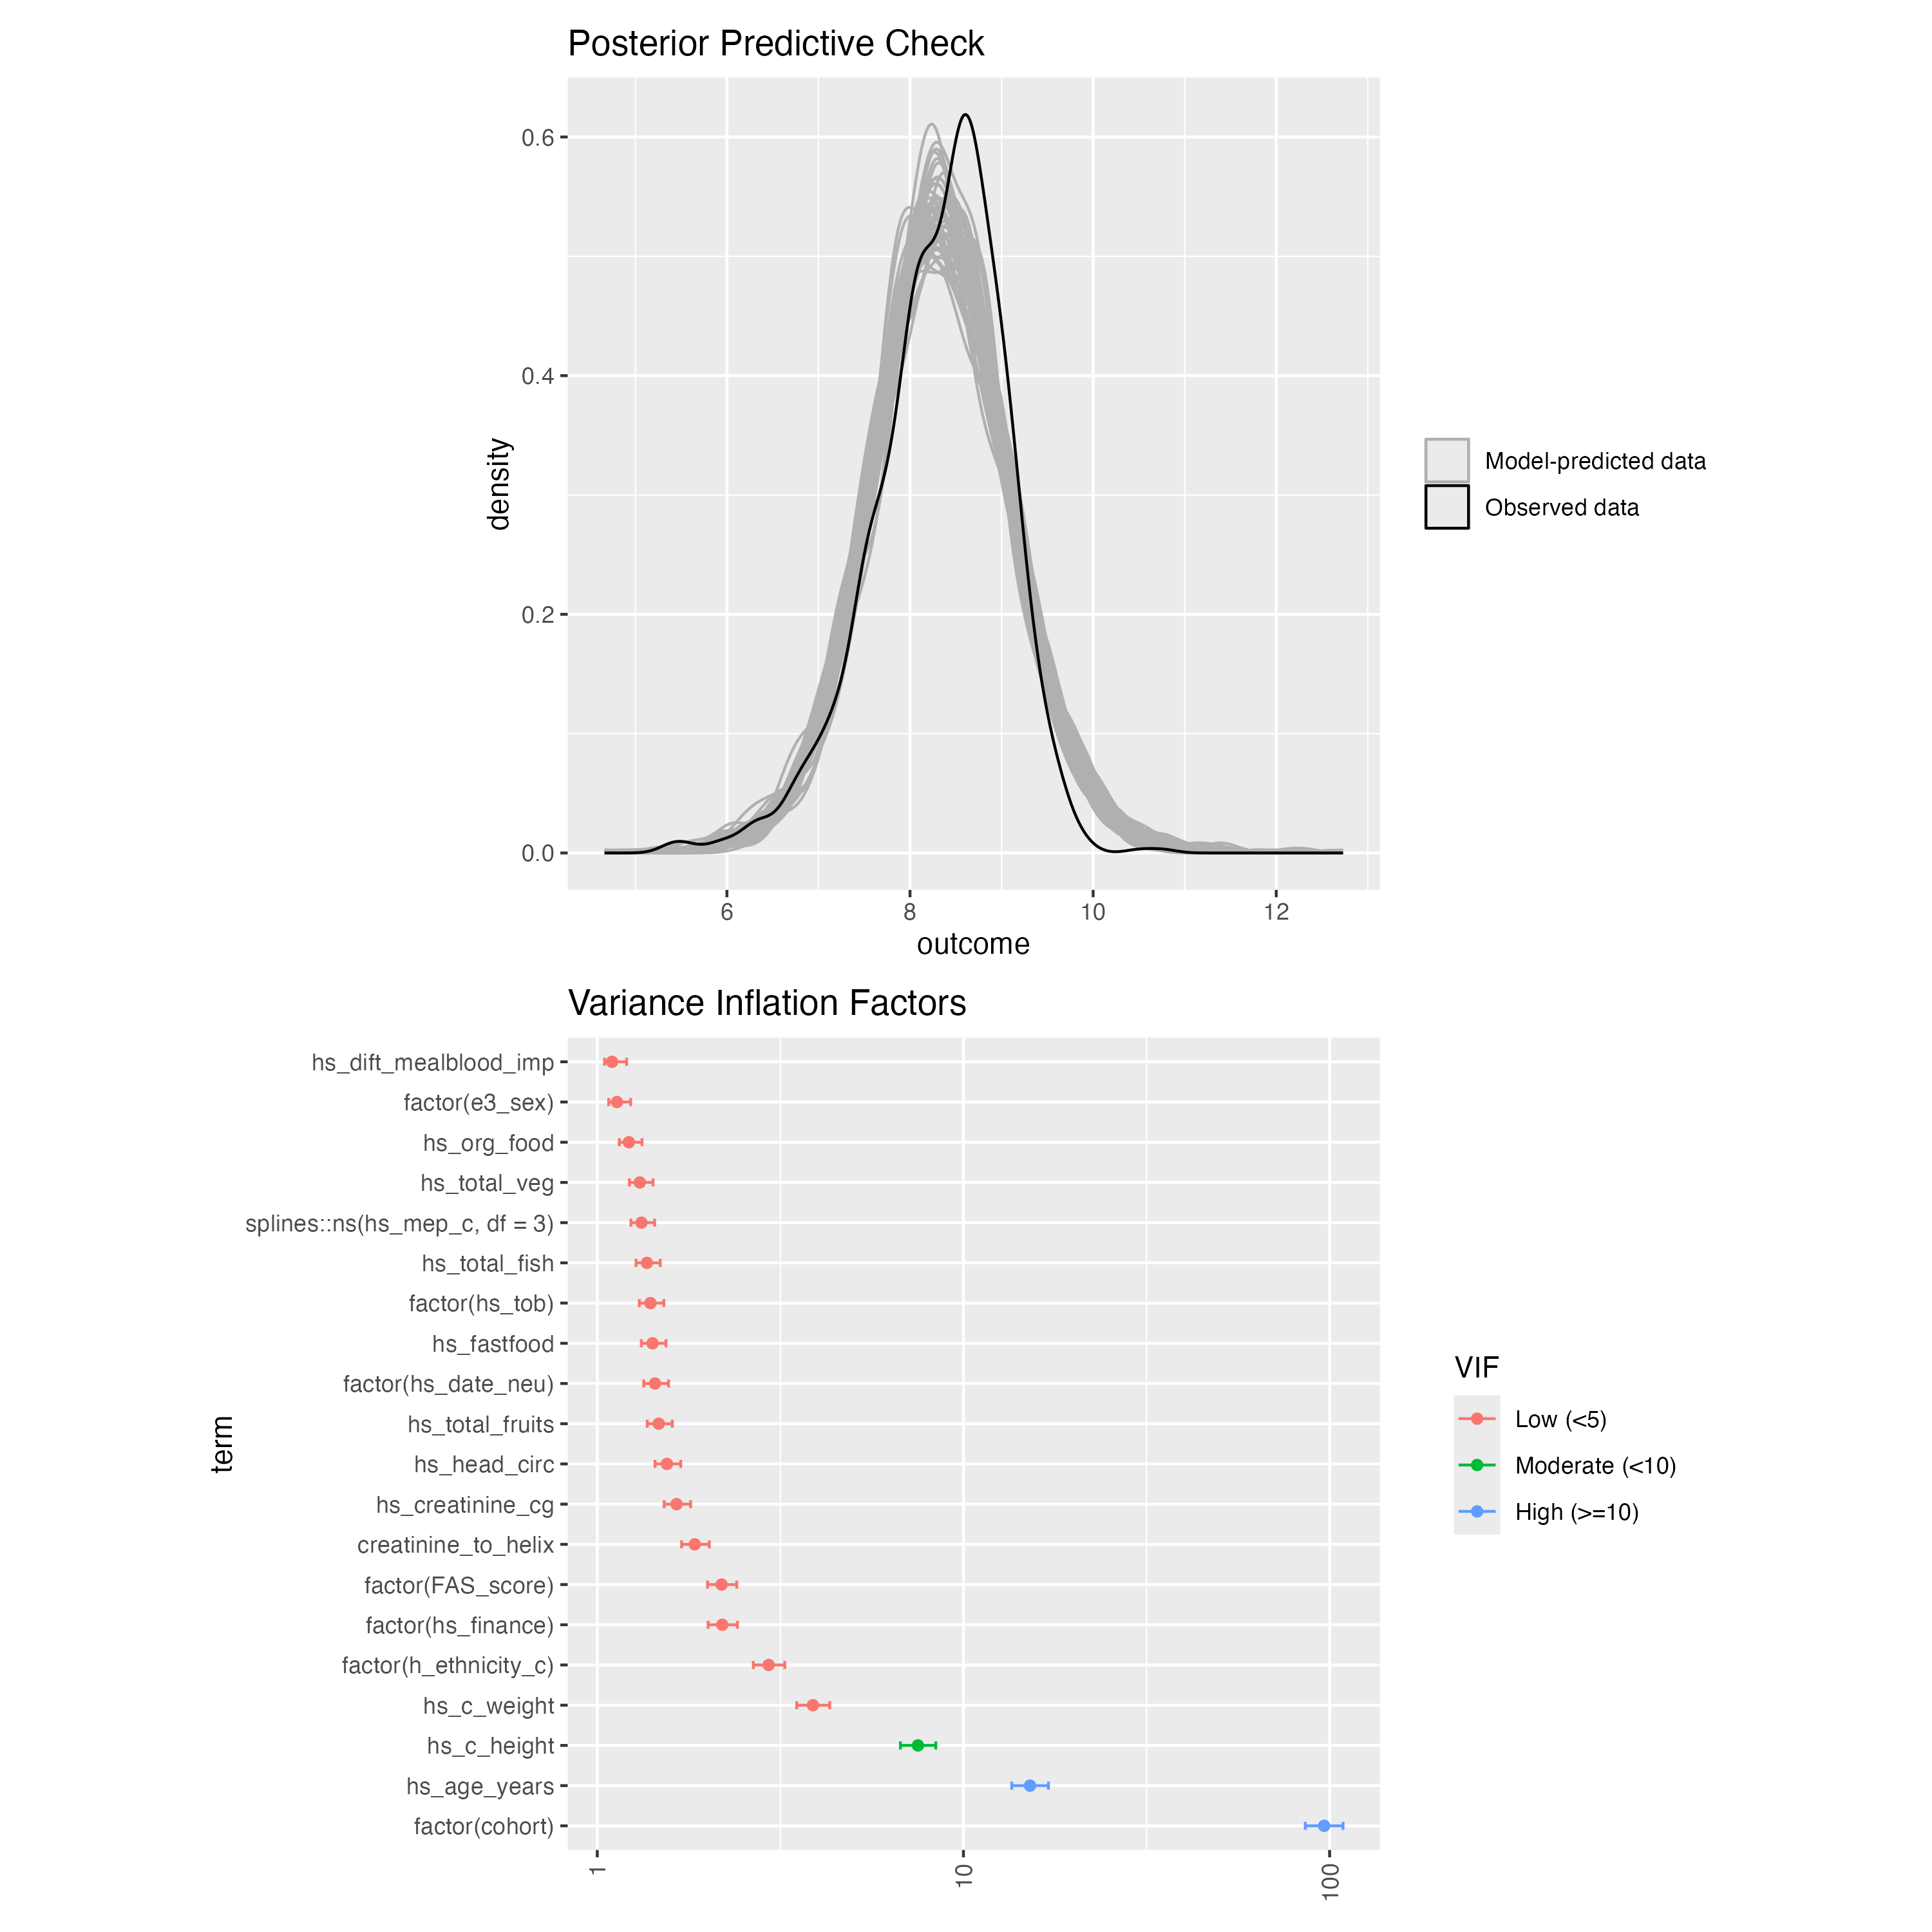 Posterior Predictive Check
0.6
0.4
0.2
0.0
density
6
8
10
12
outcome
Model-predicted data
Observed data
Variance Inflation Factors
hs_dift_mealblood_imp
factor(e3_sex)
hs_org_food
hs_total_veg
splines::ns(hs_mep_c, df = 3)
hs_total_fish
factor(hs_tob)
hs_fastfood
factor(hs_date_neu)
hs_total_fruits
hs_head_circ
hs_creatinine_cg
creatinine_to_helix
factor(FAS_score)
factor(hs_finance)
factor(h_ethnicity_c)
hs_c_weight
hs_c_height
hs_age_years
factor(cohort)
term
1
10
100
VIF
Low (<5)
Moderate (<10)
High (>=10)